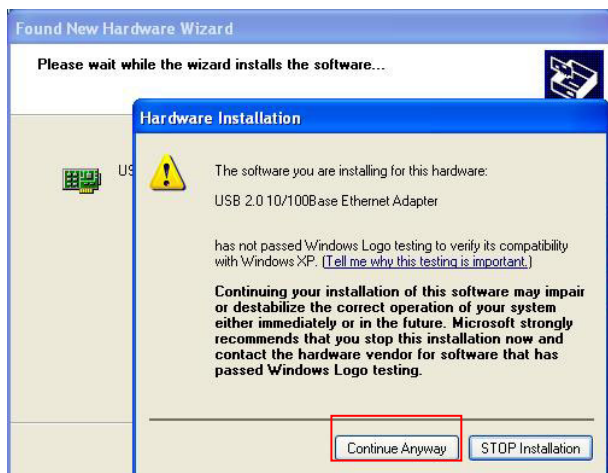 Found New Hardware Wizard
Please wait while the wizard installs the software...
Hardware Installation
US
The software you are installing for this hardware:
USB 2.0 10/100Base Ethernet Adapter
has not passed Windows Logo testing to verify its compatibility
with Windows XP. (Tell me why this testing is important.)
Continuing your installation of this software may impair
or destabilize the correct operation of your system
either immediately or in the future. Microsoft strongly
recommends that you stop this installation now and
contact the hardware vendor for software that has
passed Windows Logo testing.
Continue Anyway
STOP Installation